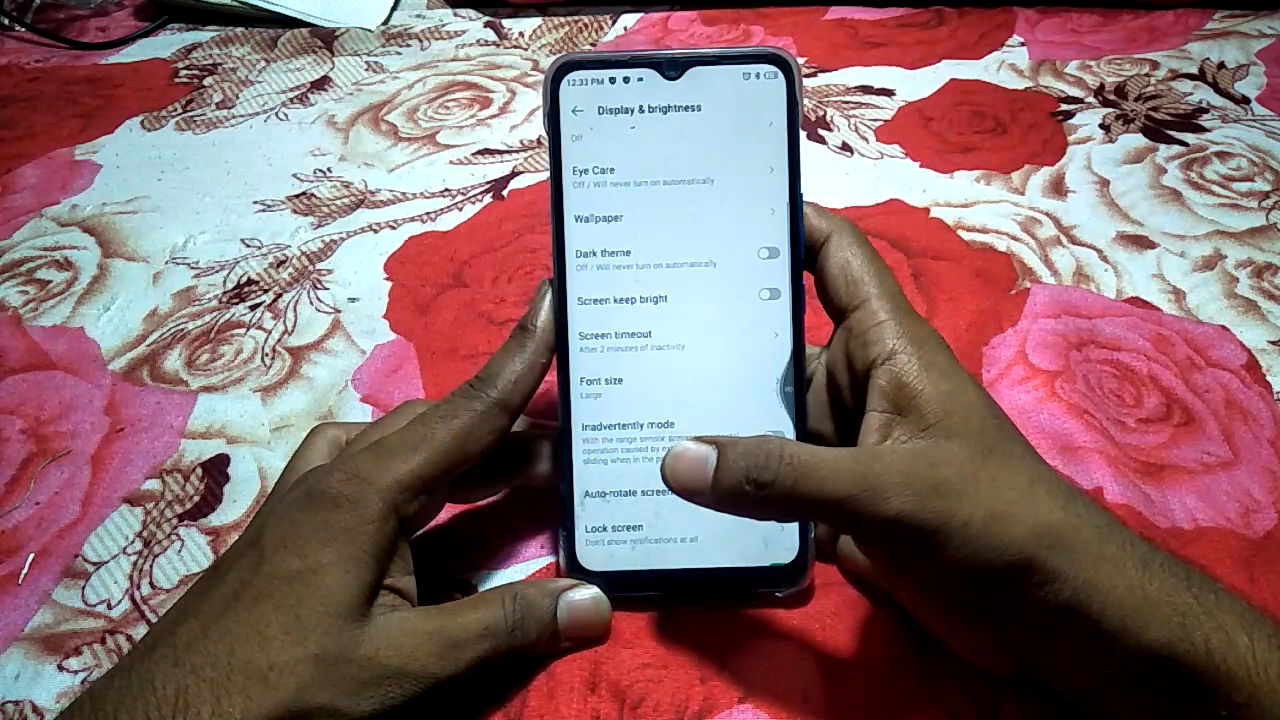 12:33 PM
Display & brightness
Off
Eye Care
Off / Will never turn on automatically
Wallpaper
Dark theme
Off / Will never turn on automatically
Screen keep bright
Screen timeout
After 2 minutes of inactivity
Font size
Large
Inadvertently mode
With the range sensor,
operation caused by
sliding when in the
Auto-rotate screen
Lock screen
Don't show notifications at all